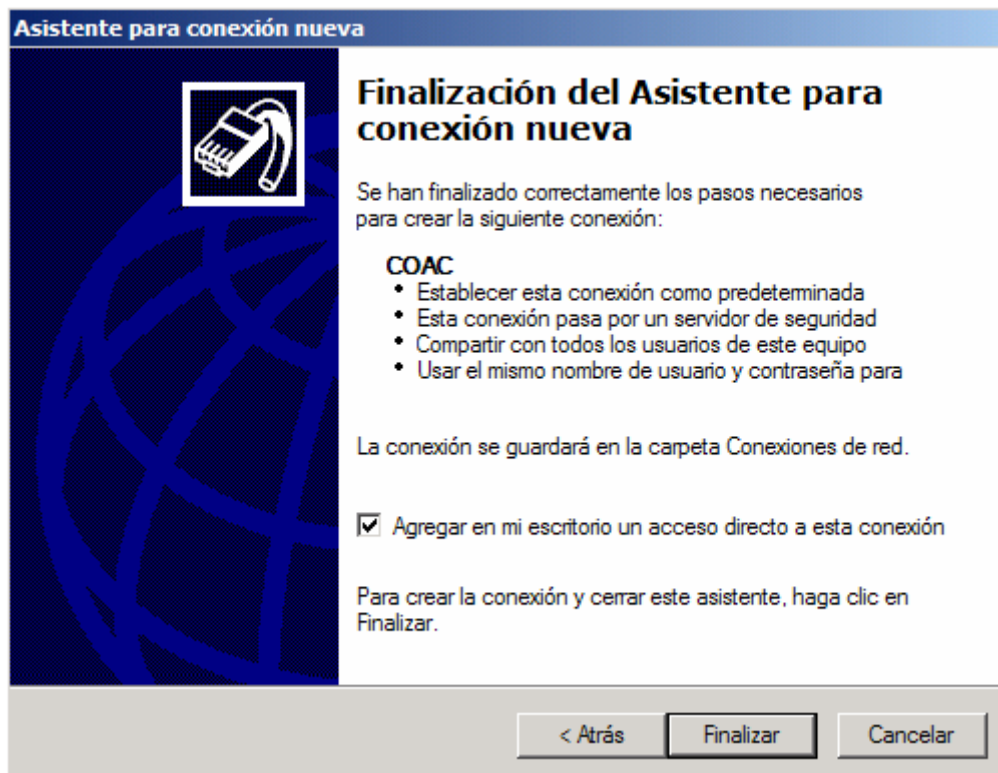 Asistente para conexión nueva
Finalización del Asistente para
conexión nueva
Se han finalizado correctamente los pasos necesarios
para crear la siguiente conexión:
COAC
• Establecer esta conexión como predeterminada
• Esta conexión pasa por un servidor de seguridad
• Compartir con todos los usuarios de este equipo
• Usar el mismo nombre de usuario y contraseña para
La conexión se guardará en la carpeta Conexiones de red.
Agregar en mi escritorio un acceso directo a esta conexión
Para crear la conexión y cerrar este asistente, haga clic en
Finalizar.
< Atrás Finalizar Cancelar